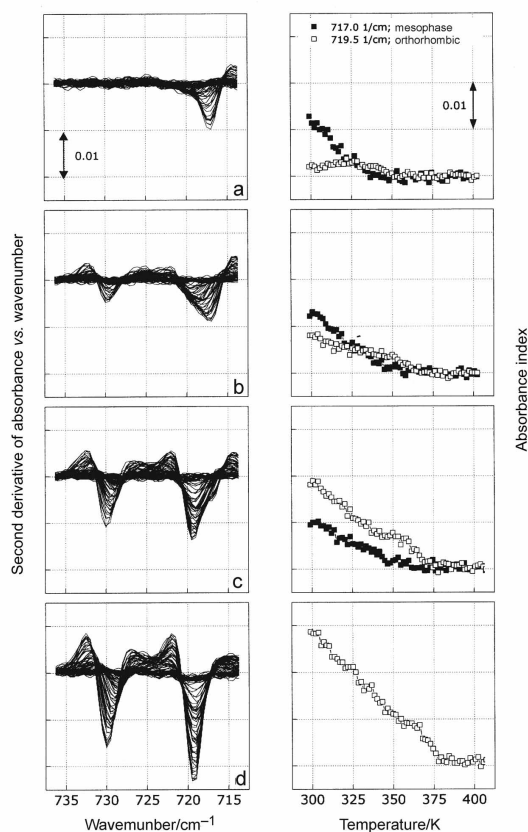 ■ 717.0 1/cm; mesophase
□ 719.5 1/cm; orthorhombic
0.01
0.01
a
b
c
d
Second derivative of absorbance vs. wavenumber
Absorbance index
735 730 725 720 715
300 325 350 375 400
Wavemunber/cm⁻¹
Temperature/K